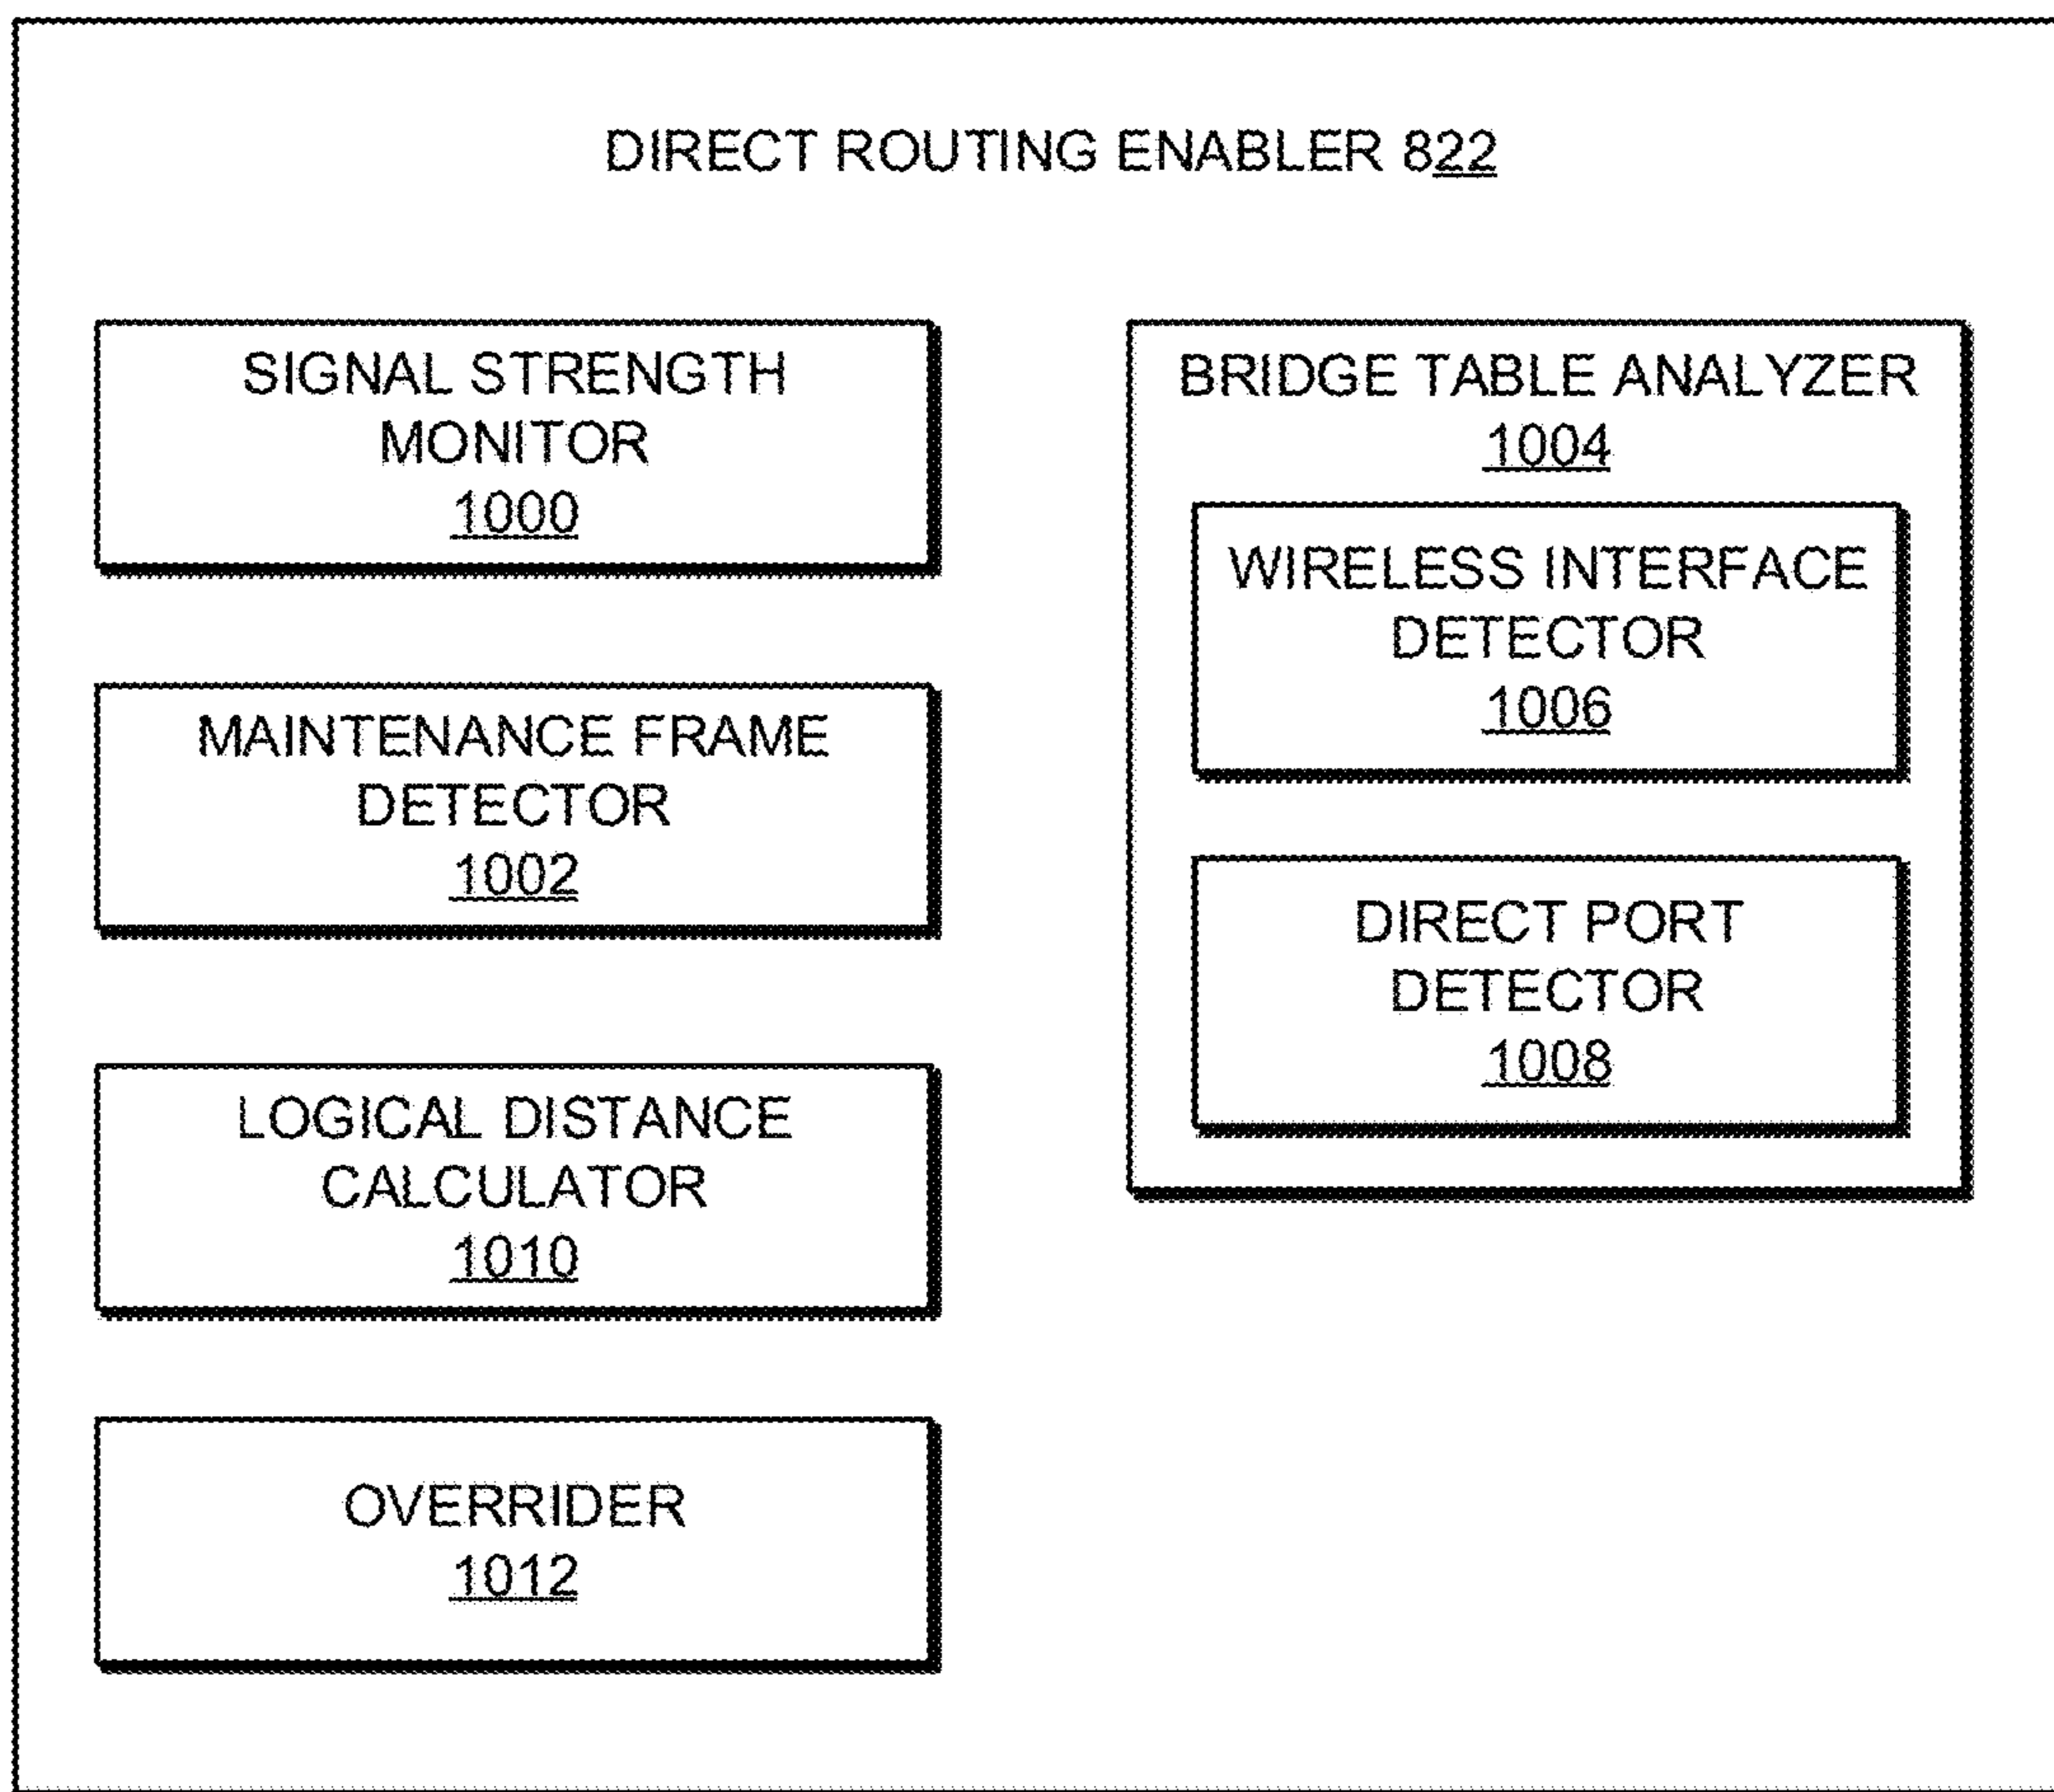 DIRECT ROUTING ENABLER 822
SIGNAL STRENGTH
MONITOR
1000
MAINTENANCE FRAME
DETECTOR
1002
LOGICAL DISTANCE
CALCULATOR
1010
OVERRIDER
1012
BRIDGE TABLE ANALYZER
1004
WIRELESS INTERFACE
DETECTOR
1006
DIRECT PORT
DETECTOR
1008